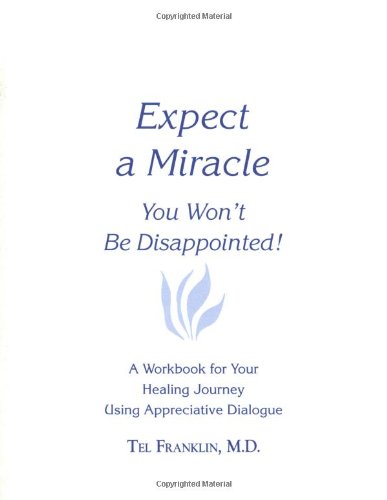 Copyrighted Material
Expect
a Miracle
You Won't
Be Disappointed!
A Workbook for Your
Healing Journey
Using Appreciative Dialogue
TEL FRANKLIN, M.D.
Copyrighted Material